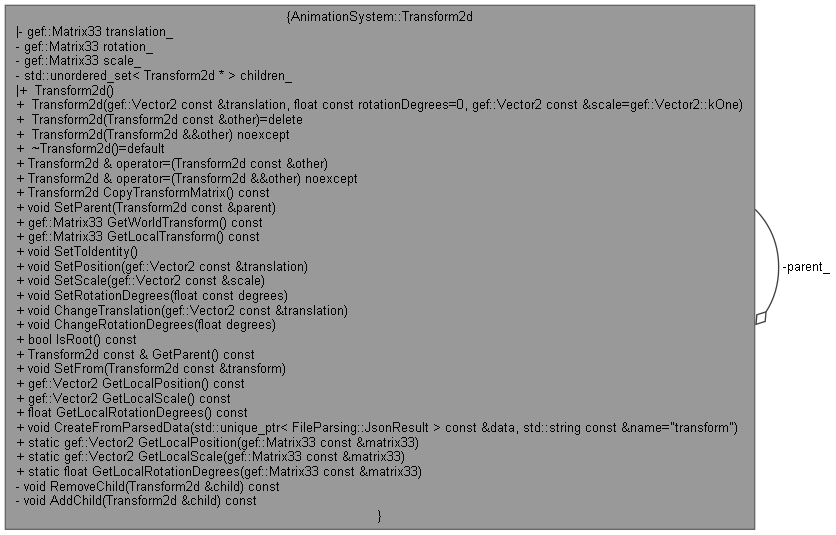 {AnimationSystem::Transform2d
|- gef::Matrix33 translation_
- gef::Matrix33 rotation_
- gef::Matrix33 scale_
- std::unordered_set< Transform2d * > children_
|+  Transform2d()
+  Transform2d(gef::Vector2 const &translation, float const rotationDegrees=0, gef::Vector2 const &scale=gef::Vector2::kOne)
+  Transform2d(Transform2d const &other)=delete
+  Transform2d(Transform2d &&other) noexcept
+  ~Transform2d()=default
+ Transform2d & operator=(Transform2d const &other)
+ Transform2d & operator=(Transform2d &&other) noexcept
+ Transform2d CopyTransformMatrix() const
+ void SetParent(Transform2d const &parent)
+ gef::Matrix33 GetWorldTransform() const
+ gef::Matrix33 GetLocalTransform() const
+ void SetToIdentity()
+ void SetPosition(gef::Vector2 const &translation)
+ void SetScale(gef::Vector2 const &scale)
+ void SetRotationDegrees(float const degrees)
+ void ChangeTranslation(gef::Vector2 const &translation)
+ void ChangeRotationDegrees(float degrees)
+ bool IsRoot() const
+ Transform2d const & GetParent() const
+ void SetFrom(Transform2d const &transform)
+ gef::Vector2 GetLocalPosition() const
+ gef::Vector2 GetLocalScale() const
+ float GetLocalRotationDegrees() const
+ void CreateFromParsedData(std::unique_ptr< FileParsing::JsonResult > const &data, std::string const &name="transform")
+ static gef::Vector2 GetLocalPosition(gef::Matrix33 const &matrix33)
+ static gef::Vector2 GetLocalScale(gef::Matrix33 const &matrix33)
+ static float GetLocalRotationDegrees(gef::Matrix33 const &matrix33)
- void RemoveChild(Transform2d &child) const
- void AddChild(Transform2d &child) const
}
-parent_